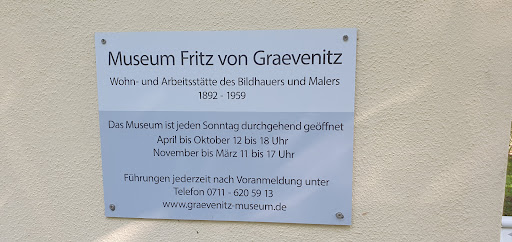 Museum Fritz von Graevenitz
Wohn- und Arbeitsstätte des Bildhauers und Malers
1892 - 1959
Das Museum ist jeden Sonntag durchgehend geöffnet
April bis Oktober 12 bis 18 Uhr
November bis März 11 bis 17 Uhr
Führungen jederzeit nach Voranmeldung unter
Telefon 0711 - 620 59 13
www.graevenitz-museum.de